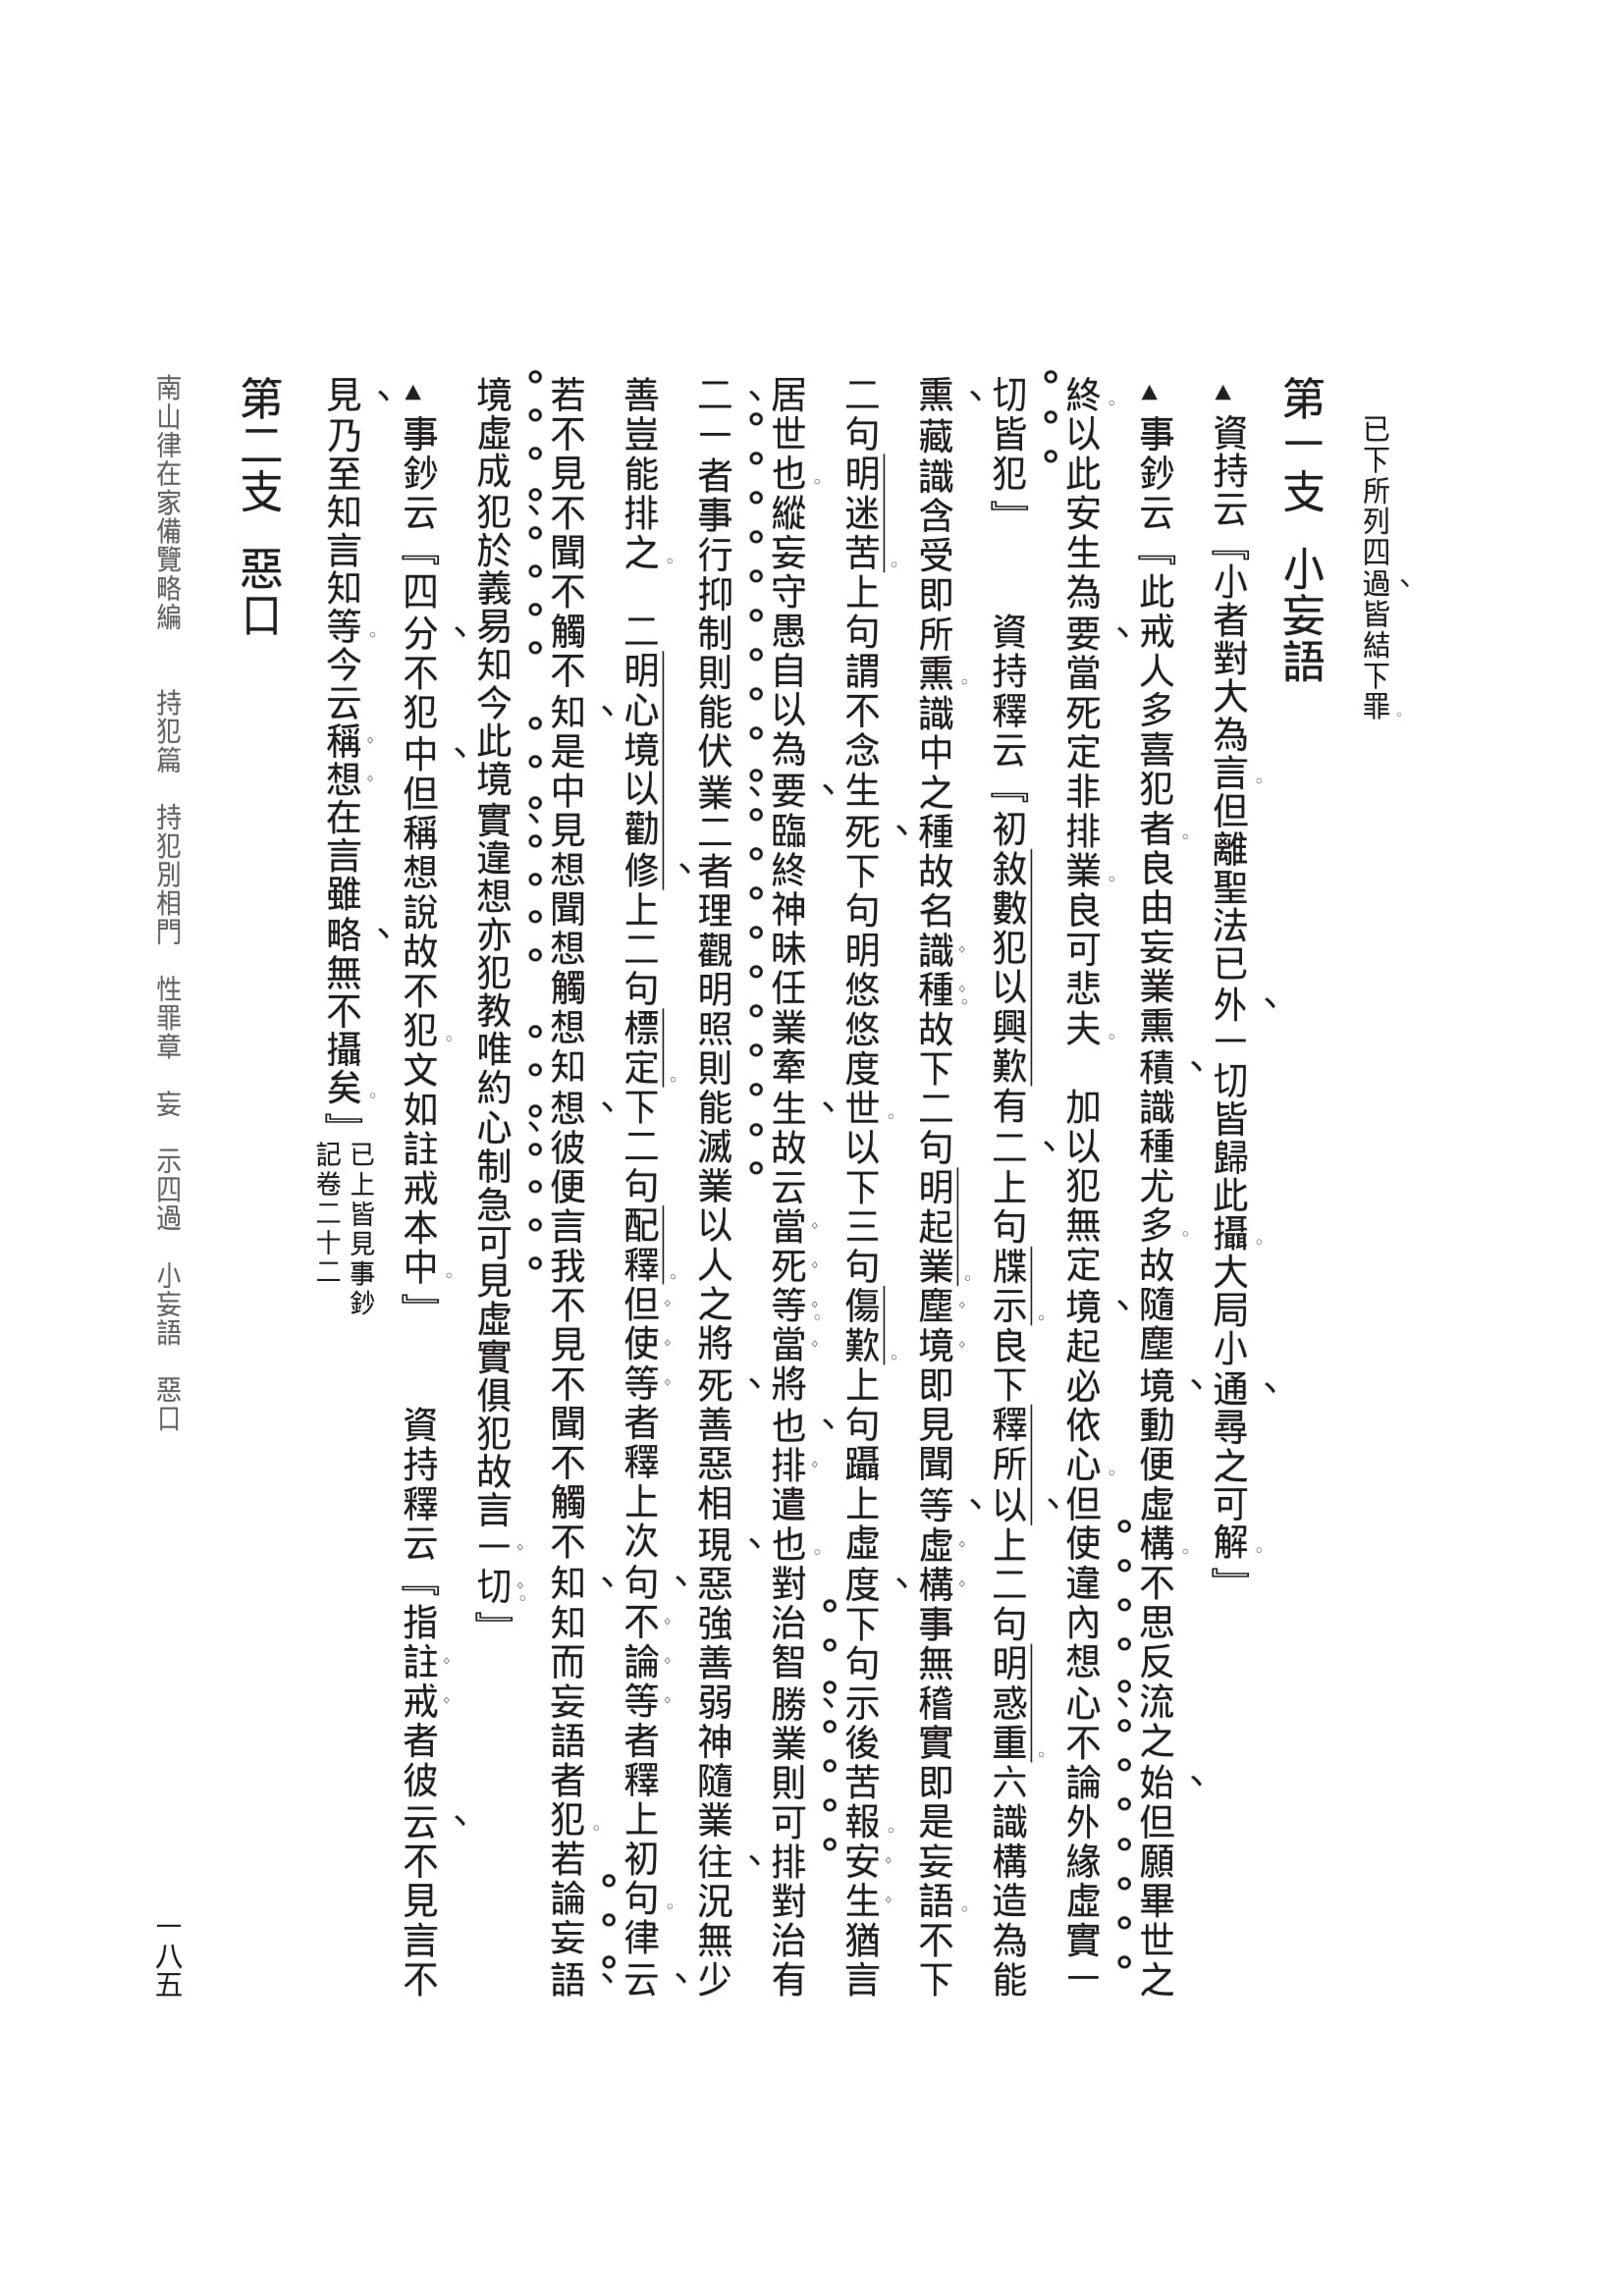 已下所列四過、皆結下罪。
第一支　小妄語
▲資持云『小者對大為言。但離聖法已外、一切皆歸此攝。大局小通、尋之可解。』
▲事鈔云『此戒人多喜犯者。良由妄業熏積、識種尤多。故隨塵境、動便虛構。不思反流之始、但願畢世之
終。以此安生為要、當死定非排業。良可悲夫。　加以犯無定境、起必依心。但使違內想心、不論外緣虛實一
切皆犯』　　資持釋云『初敘數犯以興歎有二、上句牒示。良下釋所以、上二句明惑重。六識構造為能
熏、藏識含受即所熏。識中之種故名識種。故下二句明起業。塵境即見聞等、虛構事無稽實即是妄語。不下
二句明迷苦。上句謂不念生死、下句明悠悠度世。以下三句傷歎。上句躡上虛度、下句示後苦報。安生猶言
居世也。縱妄守愚自以為要、臨終神昧任業牽生、故云當死等。當將也、排遣也。對治智勝、業則可排對治有
二、一者事行抑制則能伏業、二者理觀明照則能滅業以人之將死、善惡相現、惡強善弱神隨業往、況無少
善豈能排之。　二明心境以勸修、上二句標定。下二句配釋。但使等者釋上次句、不論等者釋上初句。律云、
若不見不聞不觸不知、是中見想聞想觸想知想、彼便言我不見不聞不觸不知、知而妄語者犯。若論妄語、
境虛成犯、於義易知今此境實、違想亦犯教唯約心、制急可見虛實俱犯故言一切。』
▲事鈔云『四分、不犯中、但稱想說故不犯。文如註戒本中。』　　資持釋云『指註戒者彼云、不見言不
見、乃至知言知等。今云稱想在言雖略、無不攝矣。』
已上皆見事鈔
記卷二十二
第二支　惡口
南山律在家備覽略編　　持犯篇　持犯別相門　性罪章　妄　示四過　小妄語　惡口
一八五